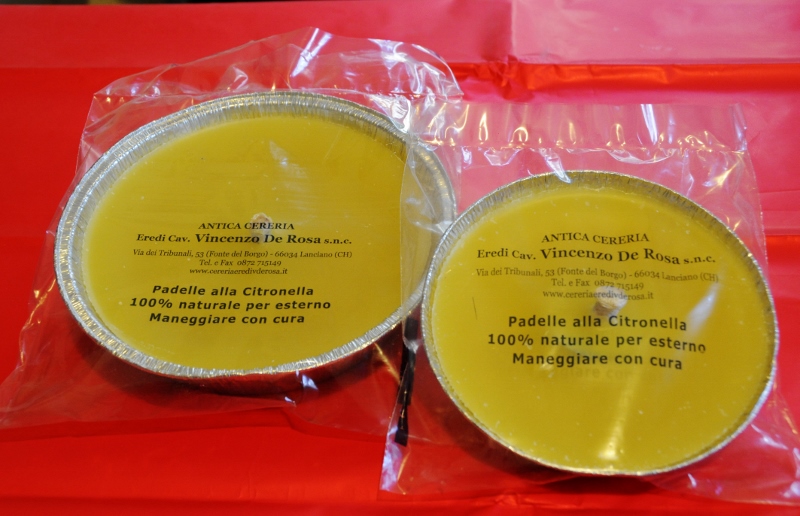 ANTICA CERERIA
Eredi Cav. Vincenzo De Rosa s.n.c.
Via dei Tribunali, 53 (Fonte del Borgo) - 66034 Lanciano (CH)
Tel. e Fax 0872 715149
www.cereriaeredivderosa.it
Padelle alla Citronella
100% naturale per esterno
Maneggiare con cura
ANTICA CERERIA
Eredi Cav. Vincenzo De Rosa s.n.c.
Via dei Tribunali, 53 (Fonte del Borgo) - 66034 Lanciano (CH)
Tel. e Fax 0872 715149
www.cereriaeredivderosa.it
Padelle alla Citronella
100% naturale per esterno
Maneggiare con cura